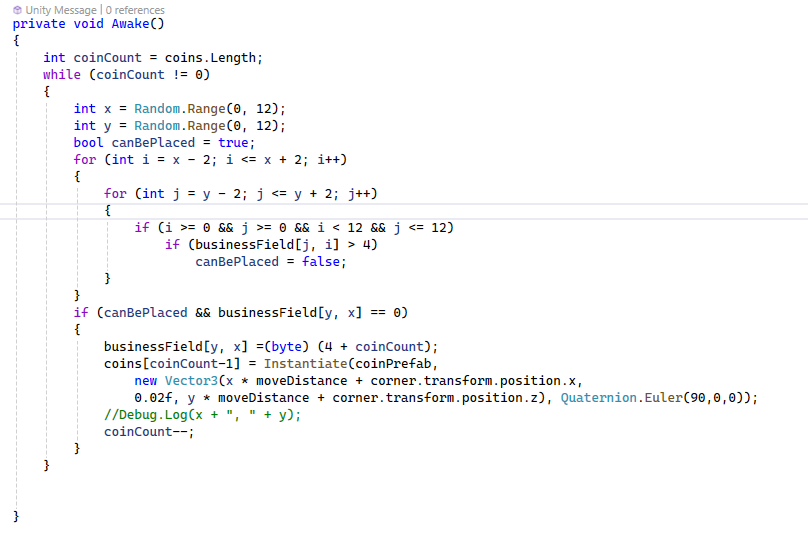 Unity Message | 0 references
private void Awake()
{
int coinCount = coins.Length;
while (coinCount != 0)
{
int x = Random.Range(0, 12);
int y = Random.Range(0, 12);
bool canBePlaced = true;
for (int i = x - 2; i <= x + 2; i++)
{
for (int j = y - 2; j <= y + 2; j++)
{
if (i >= 0 && j >= 0 && i < 12 && j <= 12)
if (businessField[j, i] > 4)
canBePlaced = false;
}
}
if (canBePlaced && businessField[y, x] == 0)
{
businessField[y, x] =(byte) (4 + coinCount);
coins[coinCount-1] = Instantiate(coinPrefab,
new Vector3(x * moveDistance + corner.transform.position.x,
0.02f, y * moveDistance + corner.transform.position.z), Quaternion.Euler(90,0,0));
//Debug.Log(x + ", " + y);
coinCount--;
}
}
}